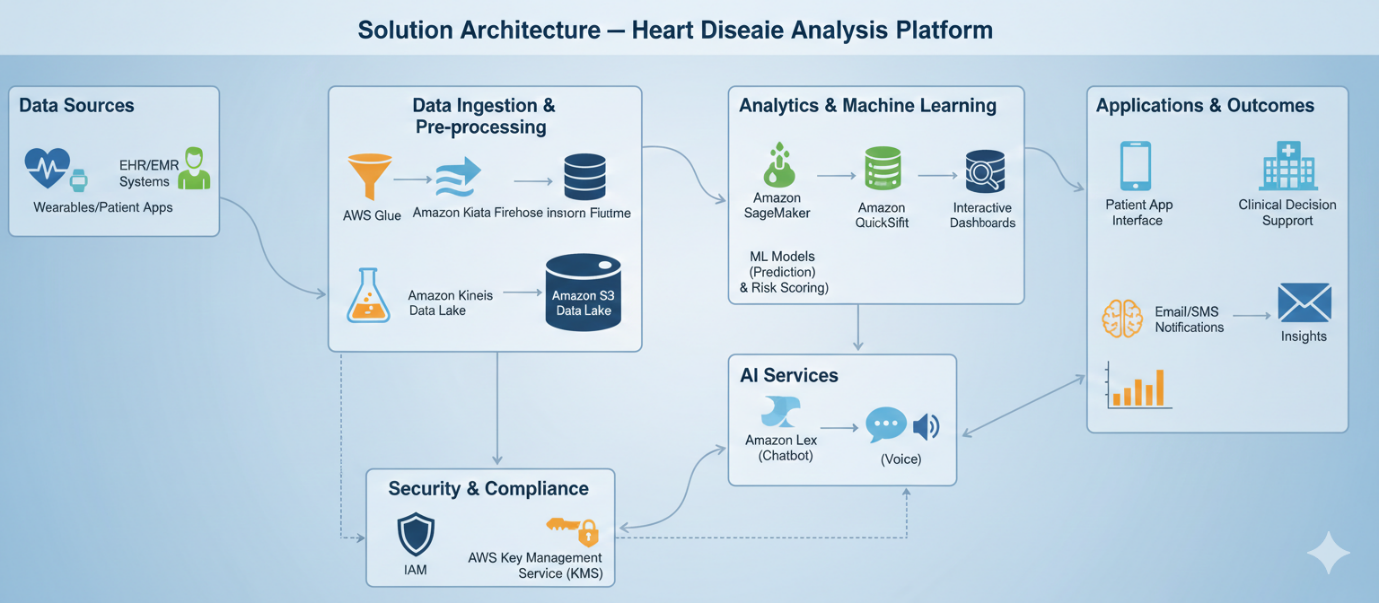 Solution Architecture — Heart Diseaie Analysis Platform
Data Sources
EHR/EMR
Systems
Wearables/Patient Apps
Data Ingestion &
Pre-processing
AWS Glue
Amazon Kiata Firehose
insorn Fiutme
Amazon Kineis
Data Lake
Amazon S3
Data Lake
Analytics & Machine Learning
Amazon
SageMaker
Amazon
QuickSifit
Interactive
Dashboards
ML Models
(Prediction)
& Risk Scoring)
Applications & Outcomes
Patient App
Interface
Clinical Decision
Support
Email/SMS
Notifications
Insights
AI Services
Amazon Lex
(Chatbot)
(Voice)
Security & Compliance
IAM
AWS Key Management
Service (KMS)